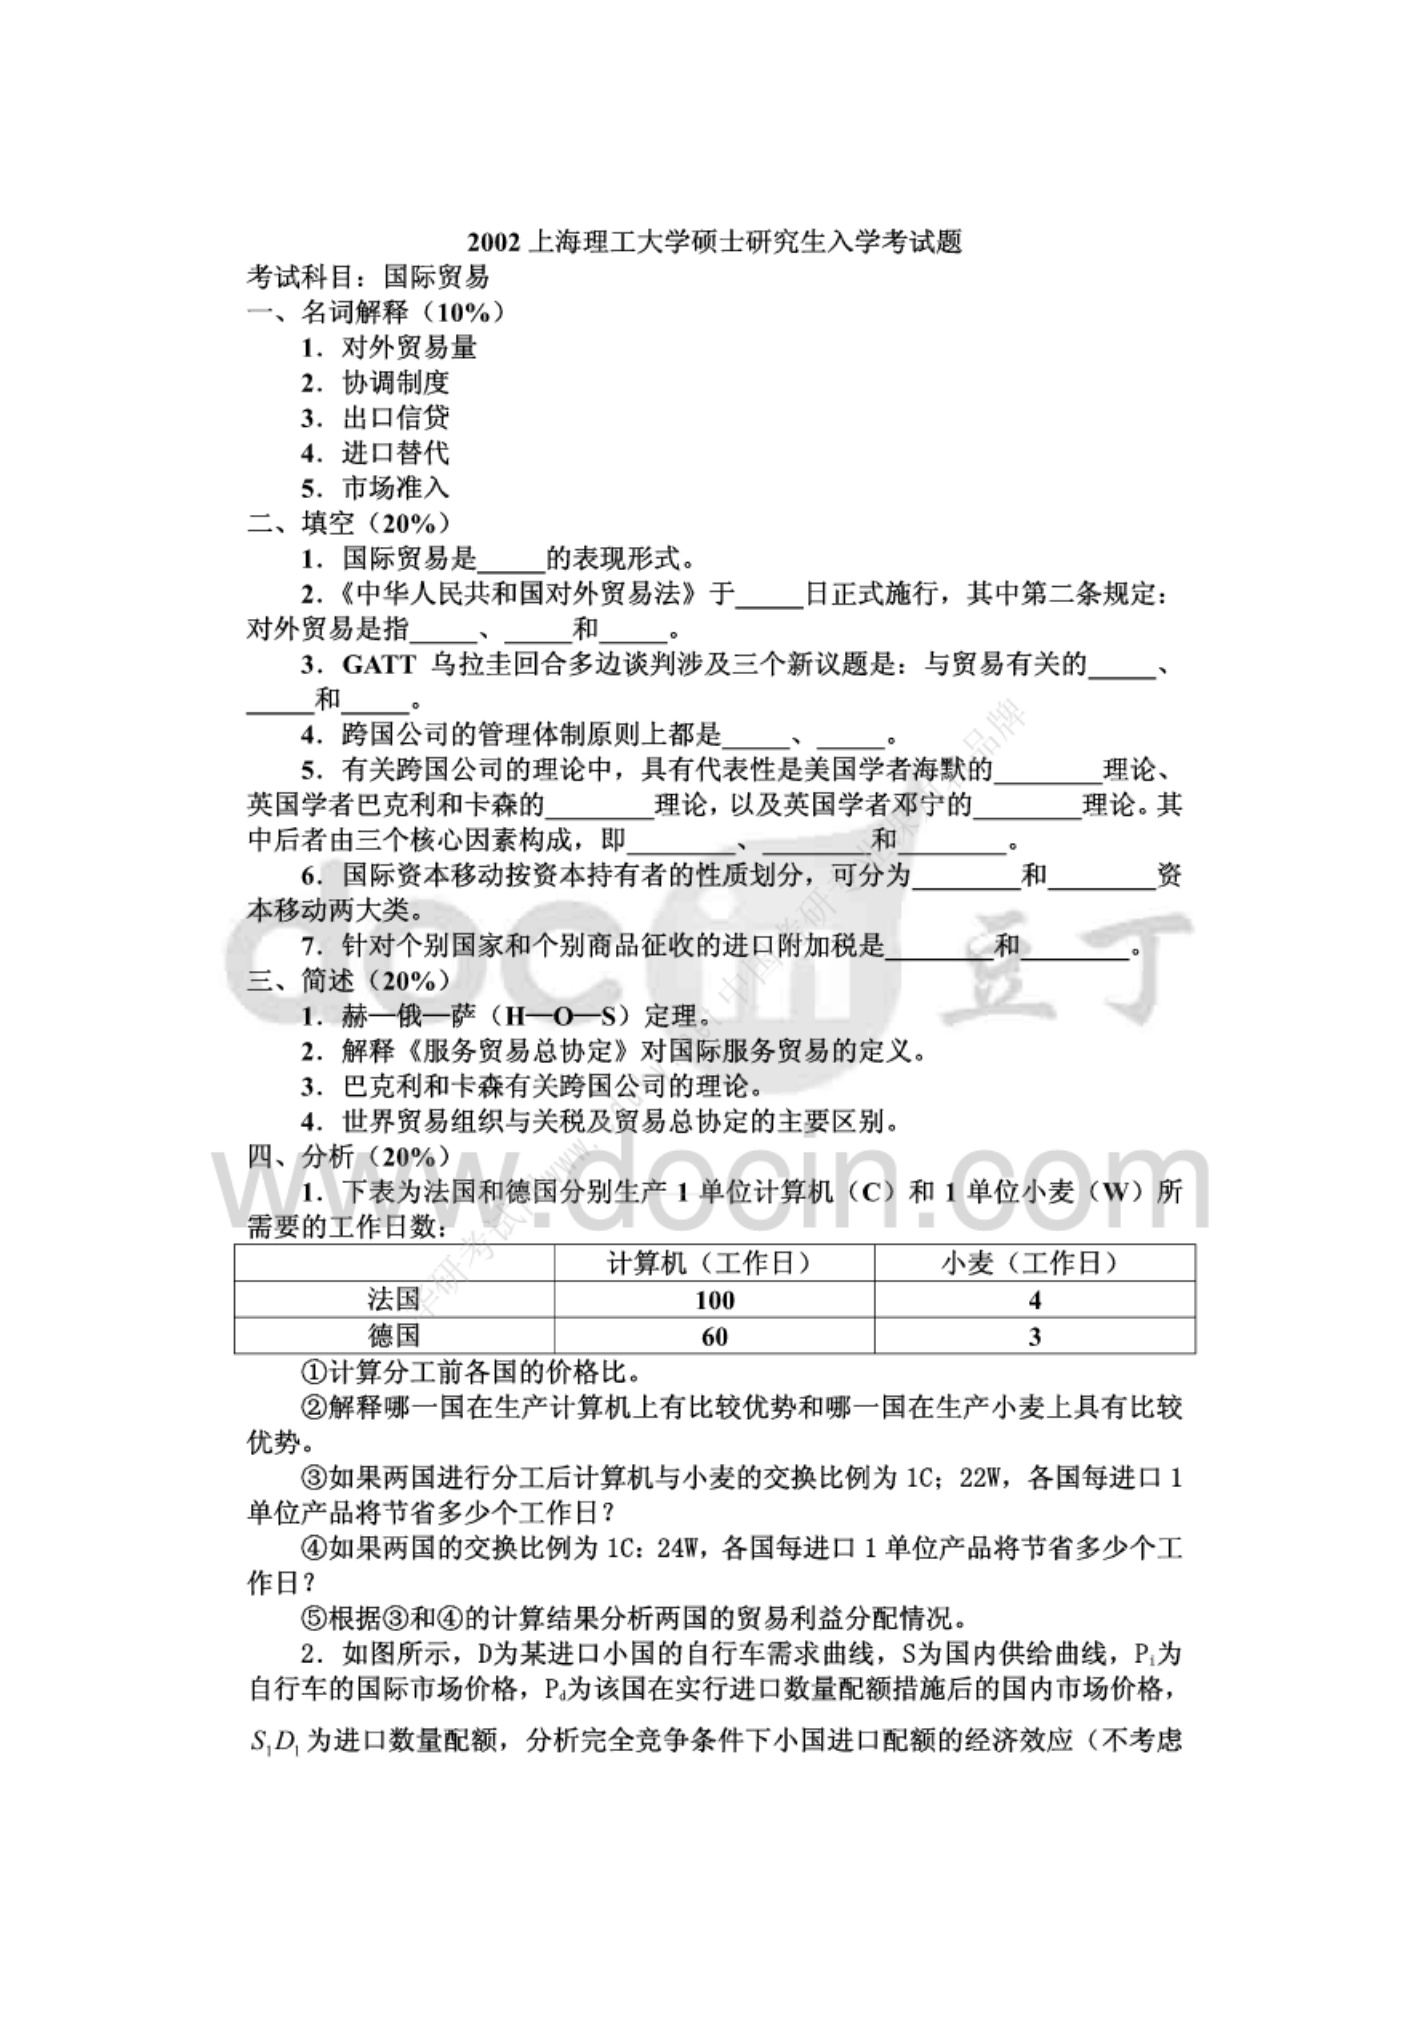 2002 上海理工大学硕士研究生入学考试题
考试科目：国际贸易
一、名词解释（10%）
1．对外贸易量
2．协调制度
3．出口信贷
4．进口替代
5．市场准入
二、填空（20%）
1．国际贸易是_____的表现形式。
2．《中华人民共和国对外贸易法》于_____日正式施行，其中第二条规定：
对外贸易是指_____、_____和_____。
3．GATT 乌拉圭回合多边谈判涉及三个新议题是：与贸易有关的_____、
_____和_____。
4．跨国公司的管理体制原则上都是_____、_____。
5．有关跨国公司的理论中，具有代表性是美国学者海默的________理论、
英国学者巴克利和卡森的________理论，以及英国学者邓宁的________理论。其
中后者由三个核心因素构成，即________、________和________。
6．国际资本移动按资本持有者的性质划分，可分为________和________资
本移动两大类。
7．针对个别国家和个别商品征收的进口附加税是________和________。
三、简述（20%）
1．赫—俄—萨（H—O—S）定理。
2．解释《服务贸易总协定》对国际服务贸易的定义。
3．巴克利和卡森有关跨国公司的理论。
4．世界贸易组织与关税及贸易总协定的主要区别。
四、分析（20%）
1．下表为法国和德国分别生产 1 单位计算机（C）和 1 单位小麦（W）所
需要的工作日数：
计算机（工作日） 小麦（工作日）
法国 100 4
德国 60 3
①计算分工前各国的价格比。
②解释哪一国在生产计算机上有比较优势和哪一国在生产小麦上具有比较
优势。
③如果两国进行分工后计算机与小麦的交换比例为 1C；22W，各国每进口 1
单位产品将节省多少个工作日？
④如果两国的交换比例为 1C：24W，各国每进口 1 单位产品将节省多少个工
作日？
⑤根据③和④的计算结果分析两国的贸易利益分配情况。
2．如图所示，D为某进口小国的自行车需求曲线，S为国内供给曲线，Pi为
自行车的国际市场价格，Pd为该国在实行进口数量配额措施后的国内市场价格，
S1D1 为进口数量配额，分析完全竞争条件下小国进口配额的经济效应（不考虑
docin 豆丁
www.docin.com